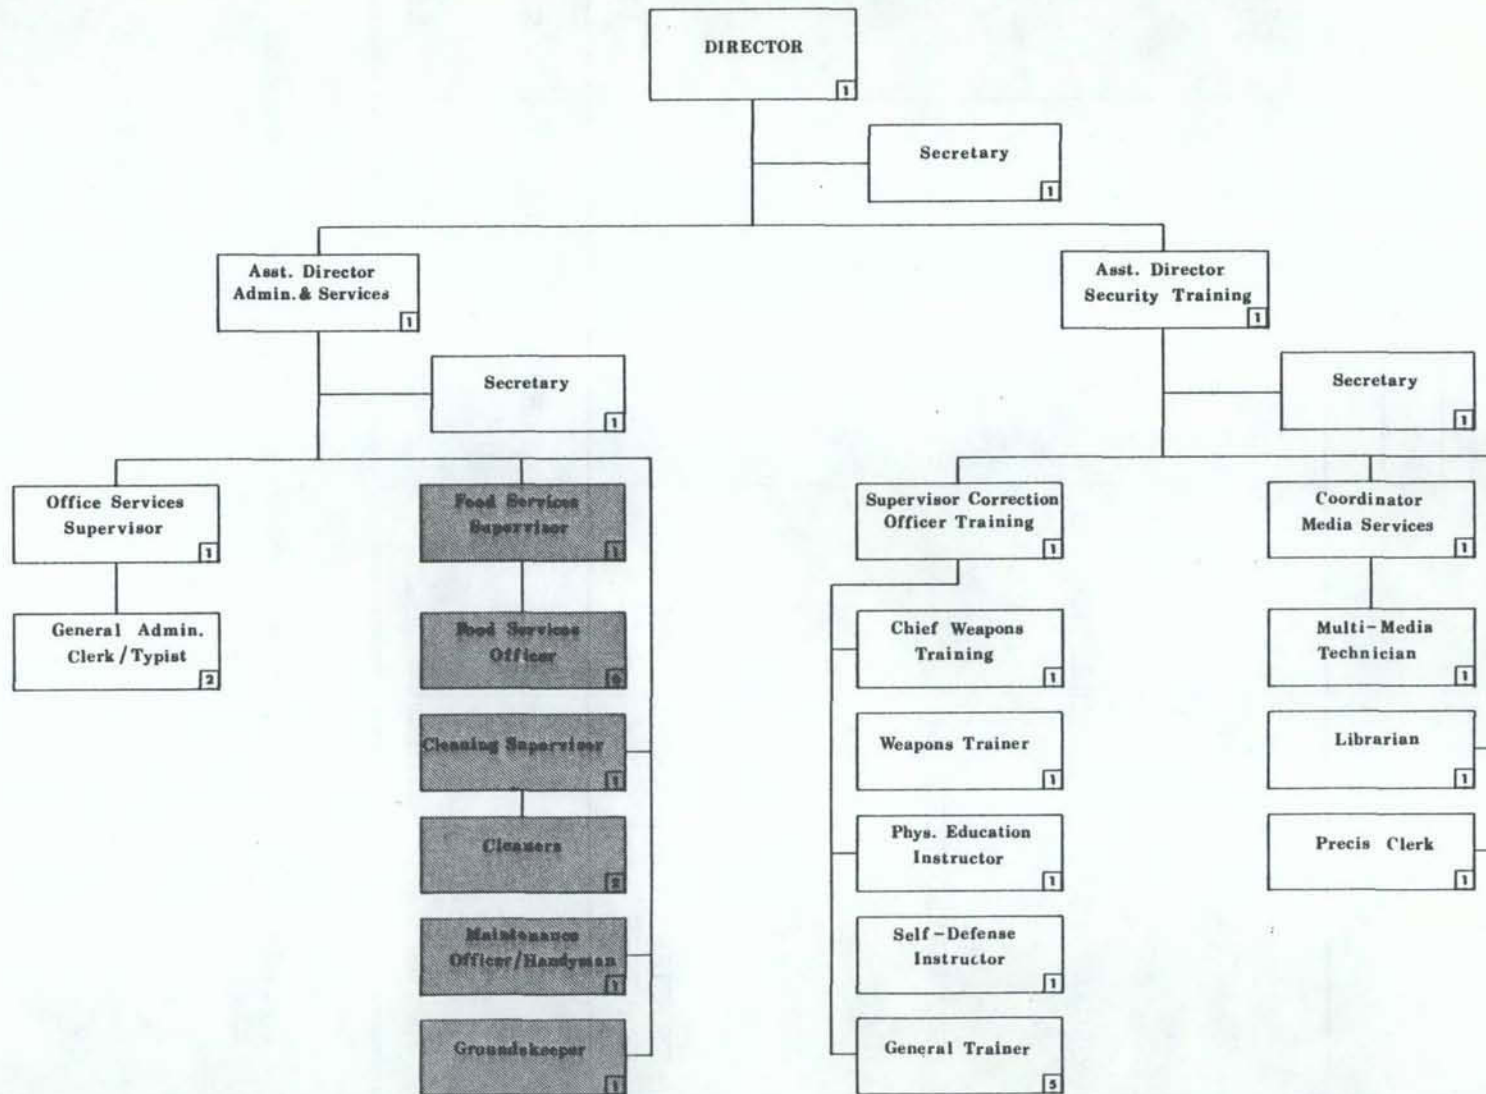 DIRECTOR
1
Secretary
1
Asst. Director
Admin. & Services
1
Asst. Director
Security Training
1
Secretary
1
Secretary
1
Office Services
Supervisor
1
Food Services
Supervisor
1
Supervisor Correction
Officer Training
1
Coordinator
Media Services
1
General Admin.
Clerk / Typist
2
Food Services
Officer
Chief Weapons
Training
1
Multi-Media
Technician
1
Cleaning Supervisor
1
Weapons Trainer
1
Librarian
1
Cleaners
2
Phys. Education
Instructor
1
Precis Clerk
1
Maintenance
Officer/Handyman
1
Self-Defense
Instructor
1
Groundskeeper
1
General Trainer
5